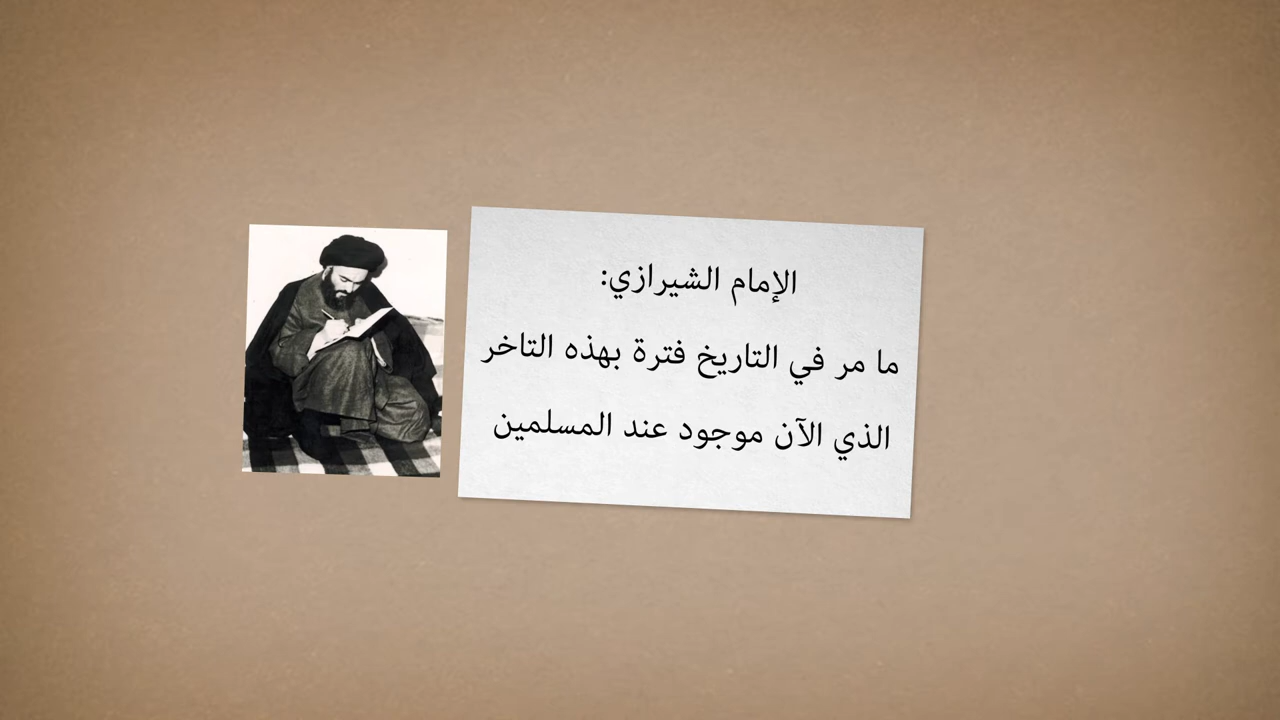 الإمام الشيرازي:
ما مر في التاريخ فترة بهذه التاخر
الذي الآن موجود عند المسلمين